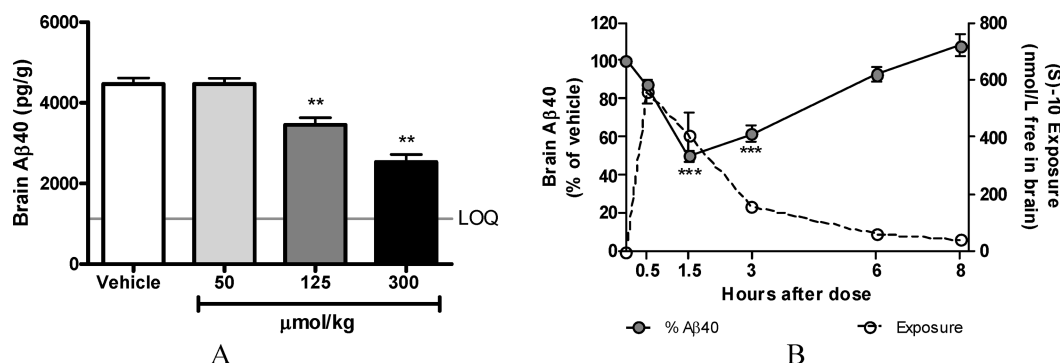 6000
4000
2000
0
Brain Aβ40 (pg/g)
**
**
LOQ
Vehicle
50
125
300
μmol/kg
A
120
100
80
60
40
20
0
Brain Aβ40
(% of vehicle)
***
***
800
600
400
200
0
(S)-10 Exposure
(nmol/L free in brain)
0.5
1.5
3
6
8
Hours after dose
% Aβ40
Exposure
B